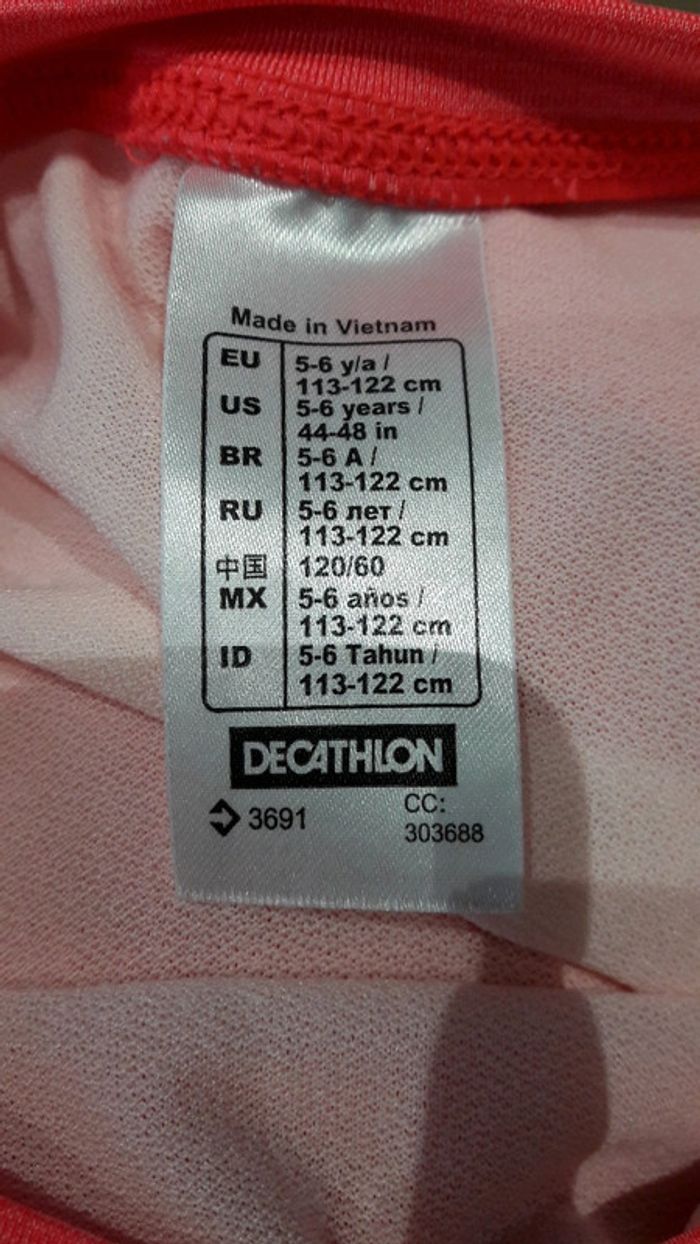 Made in Vietnam
EU 5-6 y/a /
113-122 cm
US 5-6 years /
44-48 in
BR 5-6 A /
113-122 cm
RU 5-6 лет /
113-122 cm
中国 120/60
MX 5-6 años /
113-122 cm
ID 5-6 Tahun /
113-122 cm
DECATHLON
3691 CC:
303688